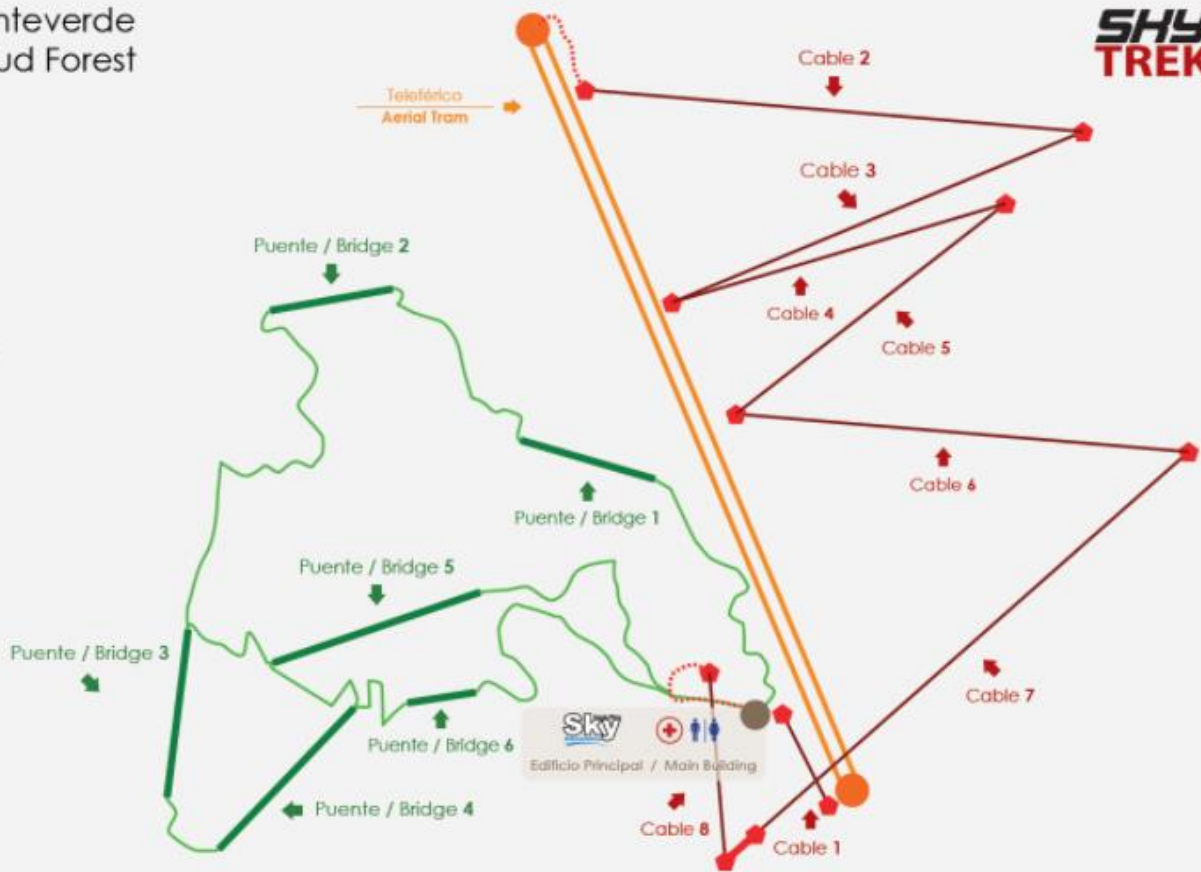 nteverde
ud Forest
SKY
TREK
Cable 2
Teleférico
Aerial Tram
Cable 3
Puente / Bridge 2
Cable 4
Cable 5
Cable 6
Puente / Bridge 1
Puente / Bridge 5
Puente / Bridge 3
Cable 7
Sky
Puente / Bridge 6
Edificio Principal / Main Building
Puente / Bridge 4
Cable 8
Cable 1